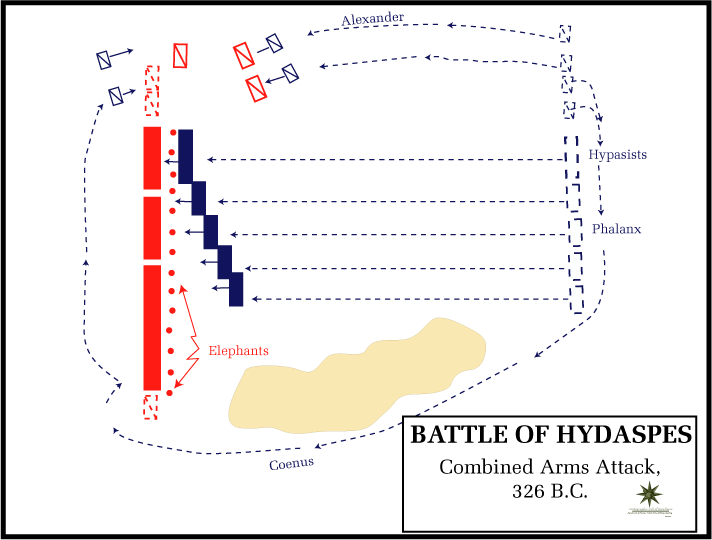 Alexander
Hypasists
Phalanx
Elephants
Coenus
BATTLE OF HYDASPES
Combined Arms Attack,
326 B.C.